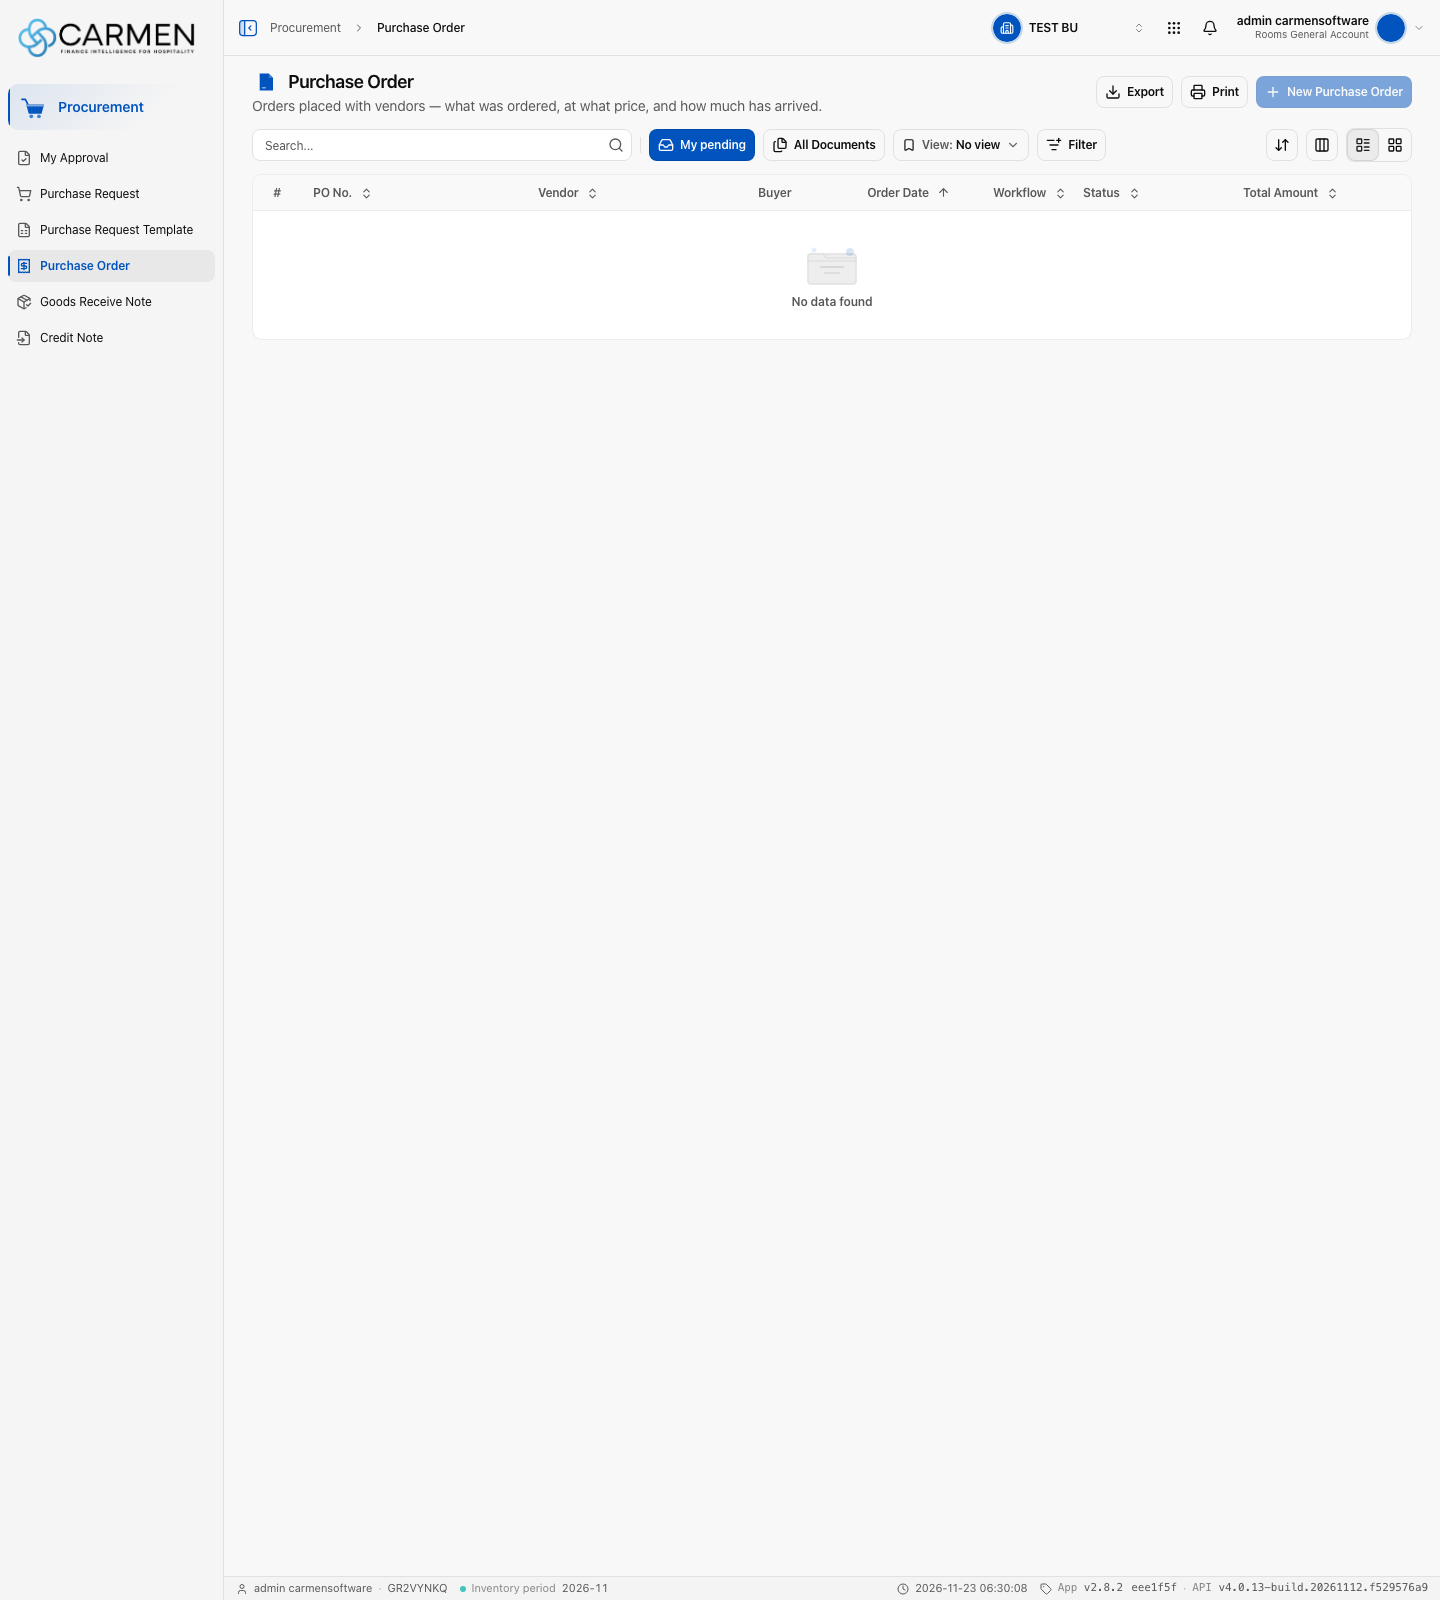 CARMEN
FINANCE INTELLIGENCE FOR HOSPITALITY
Procurement
My Approval
Purchase Request
Purchase Request Template
Purchase Order
Goods Receive Note
Credit Note
Procurement
Purchase Order
TEST BU
admin carmensoftware
Rooms General Account
Purchase Order
Orders placed with vendors — what was ordered, at what price, and how much has arrived.
Export
Print
New Purchase Order
Search...
My pending
All Documents
View: No view
Filter
# PO No. Vendor Buyer Order Date Workflow Status Total Amount
No data found
admin carmensoftware · GR2VYNKQ Inventory period 2026-11
2026-11-23 06:30:08 App v2.8.2 eee1f5f · API v4.0.13-build.20261112.f529576a9